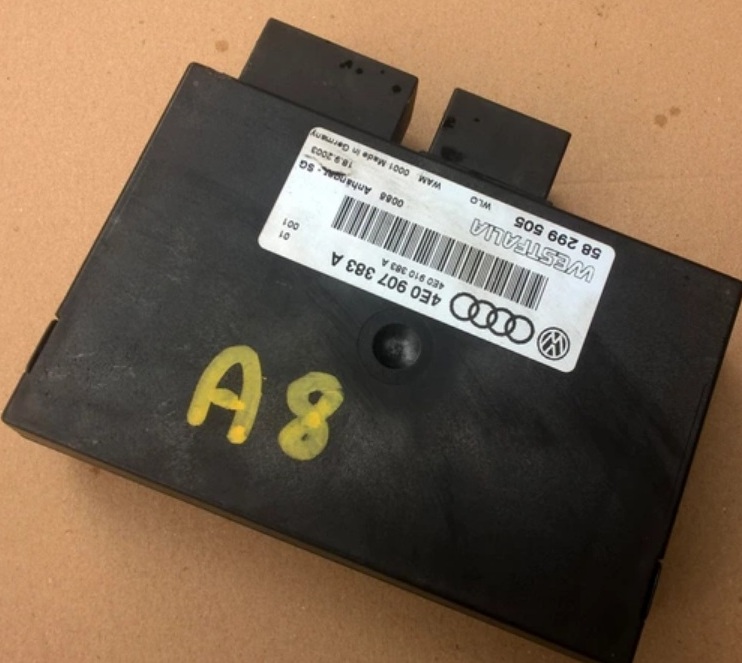 4E0 907 383 A
4E0 910 383 A
01
001
WESTFALIA
58 299 505
0088 Anhänger - SG
WLO
WAM 0001 Made in Germany
18.9.2003
A8